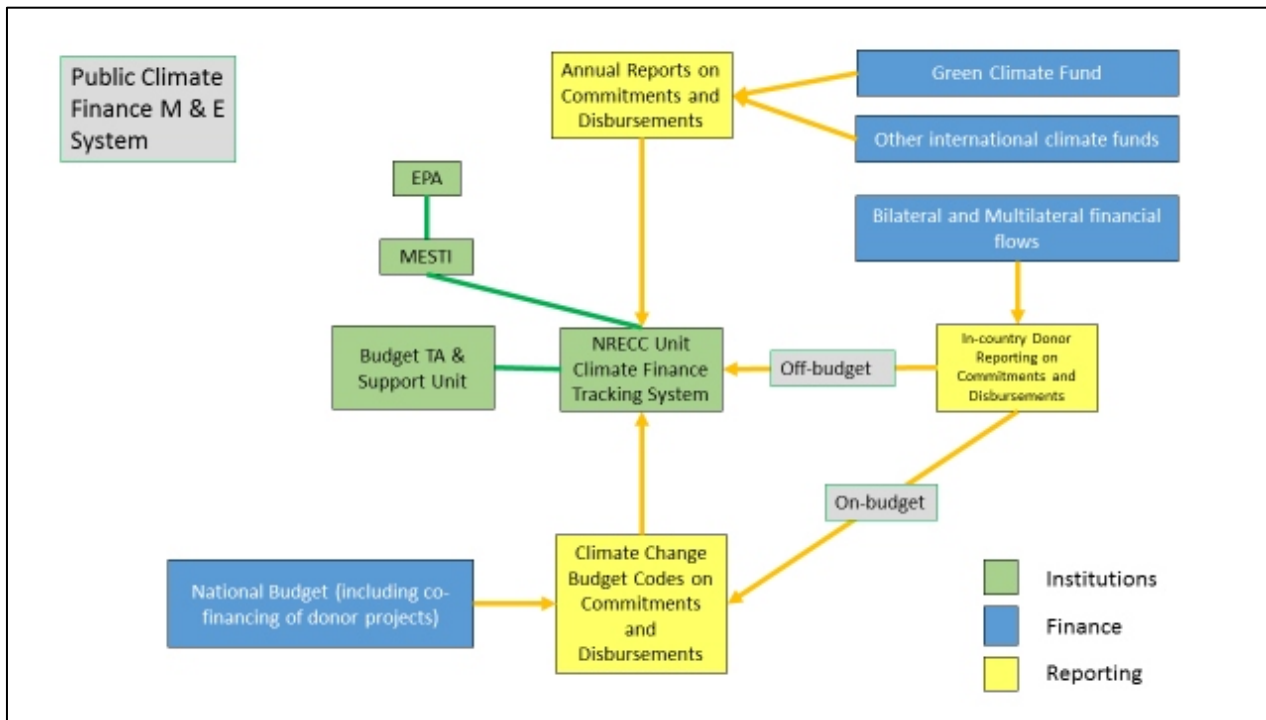 Public Climate
Finance M & E
System
Annual Reports on
Commitments and
Disbursements
Green Climate Fund
Other international climate funds
EPA
MESTI
Bilateral and Multilateral financial
flows
Budget TA &
Support Unit
NRECC Unit
Climate Finance
Tracking System
Off-budget
In-country Donor
Reporting on
Commitments and
Disbursements
On-budget
National Budget (including co-
financing of donor projects)
Climate Change
Budget Codes on
Commitments
and
Disbursements
Institutions
Finance
Reporting